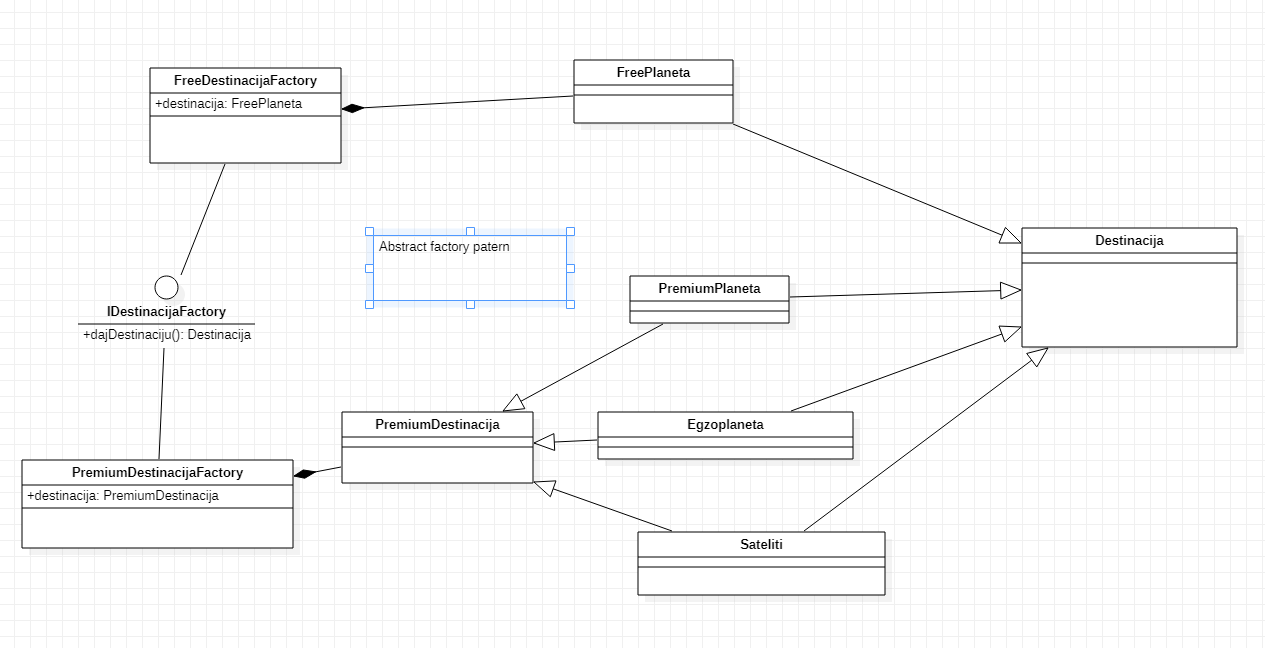 FreeDestinacijaFactory
+destinacija: FreePlaneta
FreePlaneta
Destinacija
Abstract factory patern
PremiumPlaneta
IDestinacijaFactory
+dajDestinaciju(): Destinacija
PremiumDestinacija
Egzoplaneta
PremiumDestinacijaFactory
+destinacija: PremiumDestinacija
Sateliti